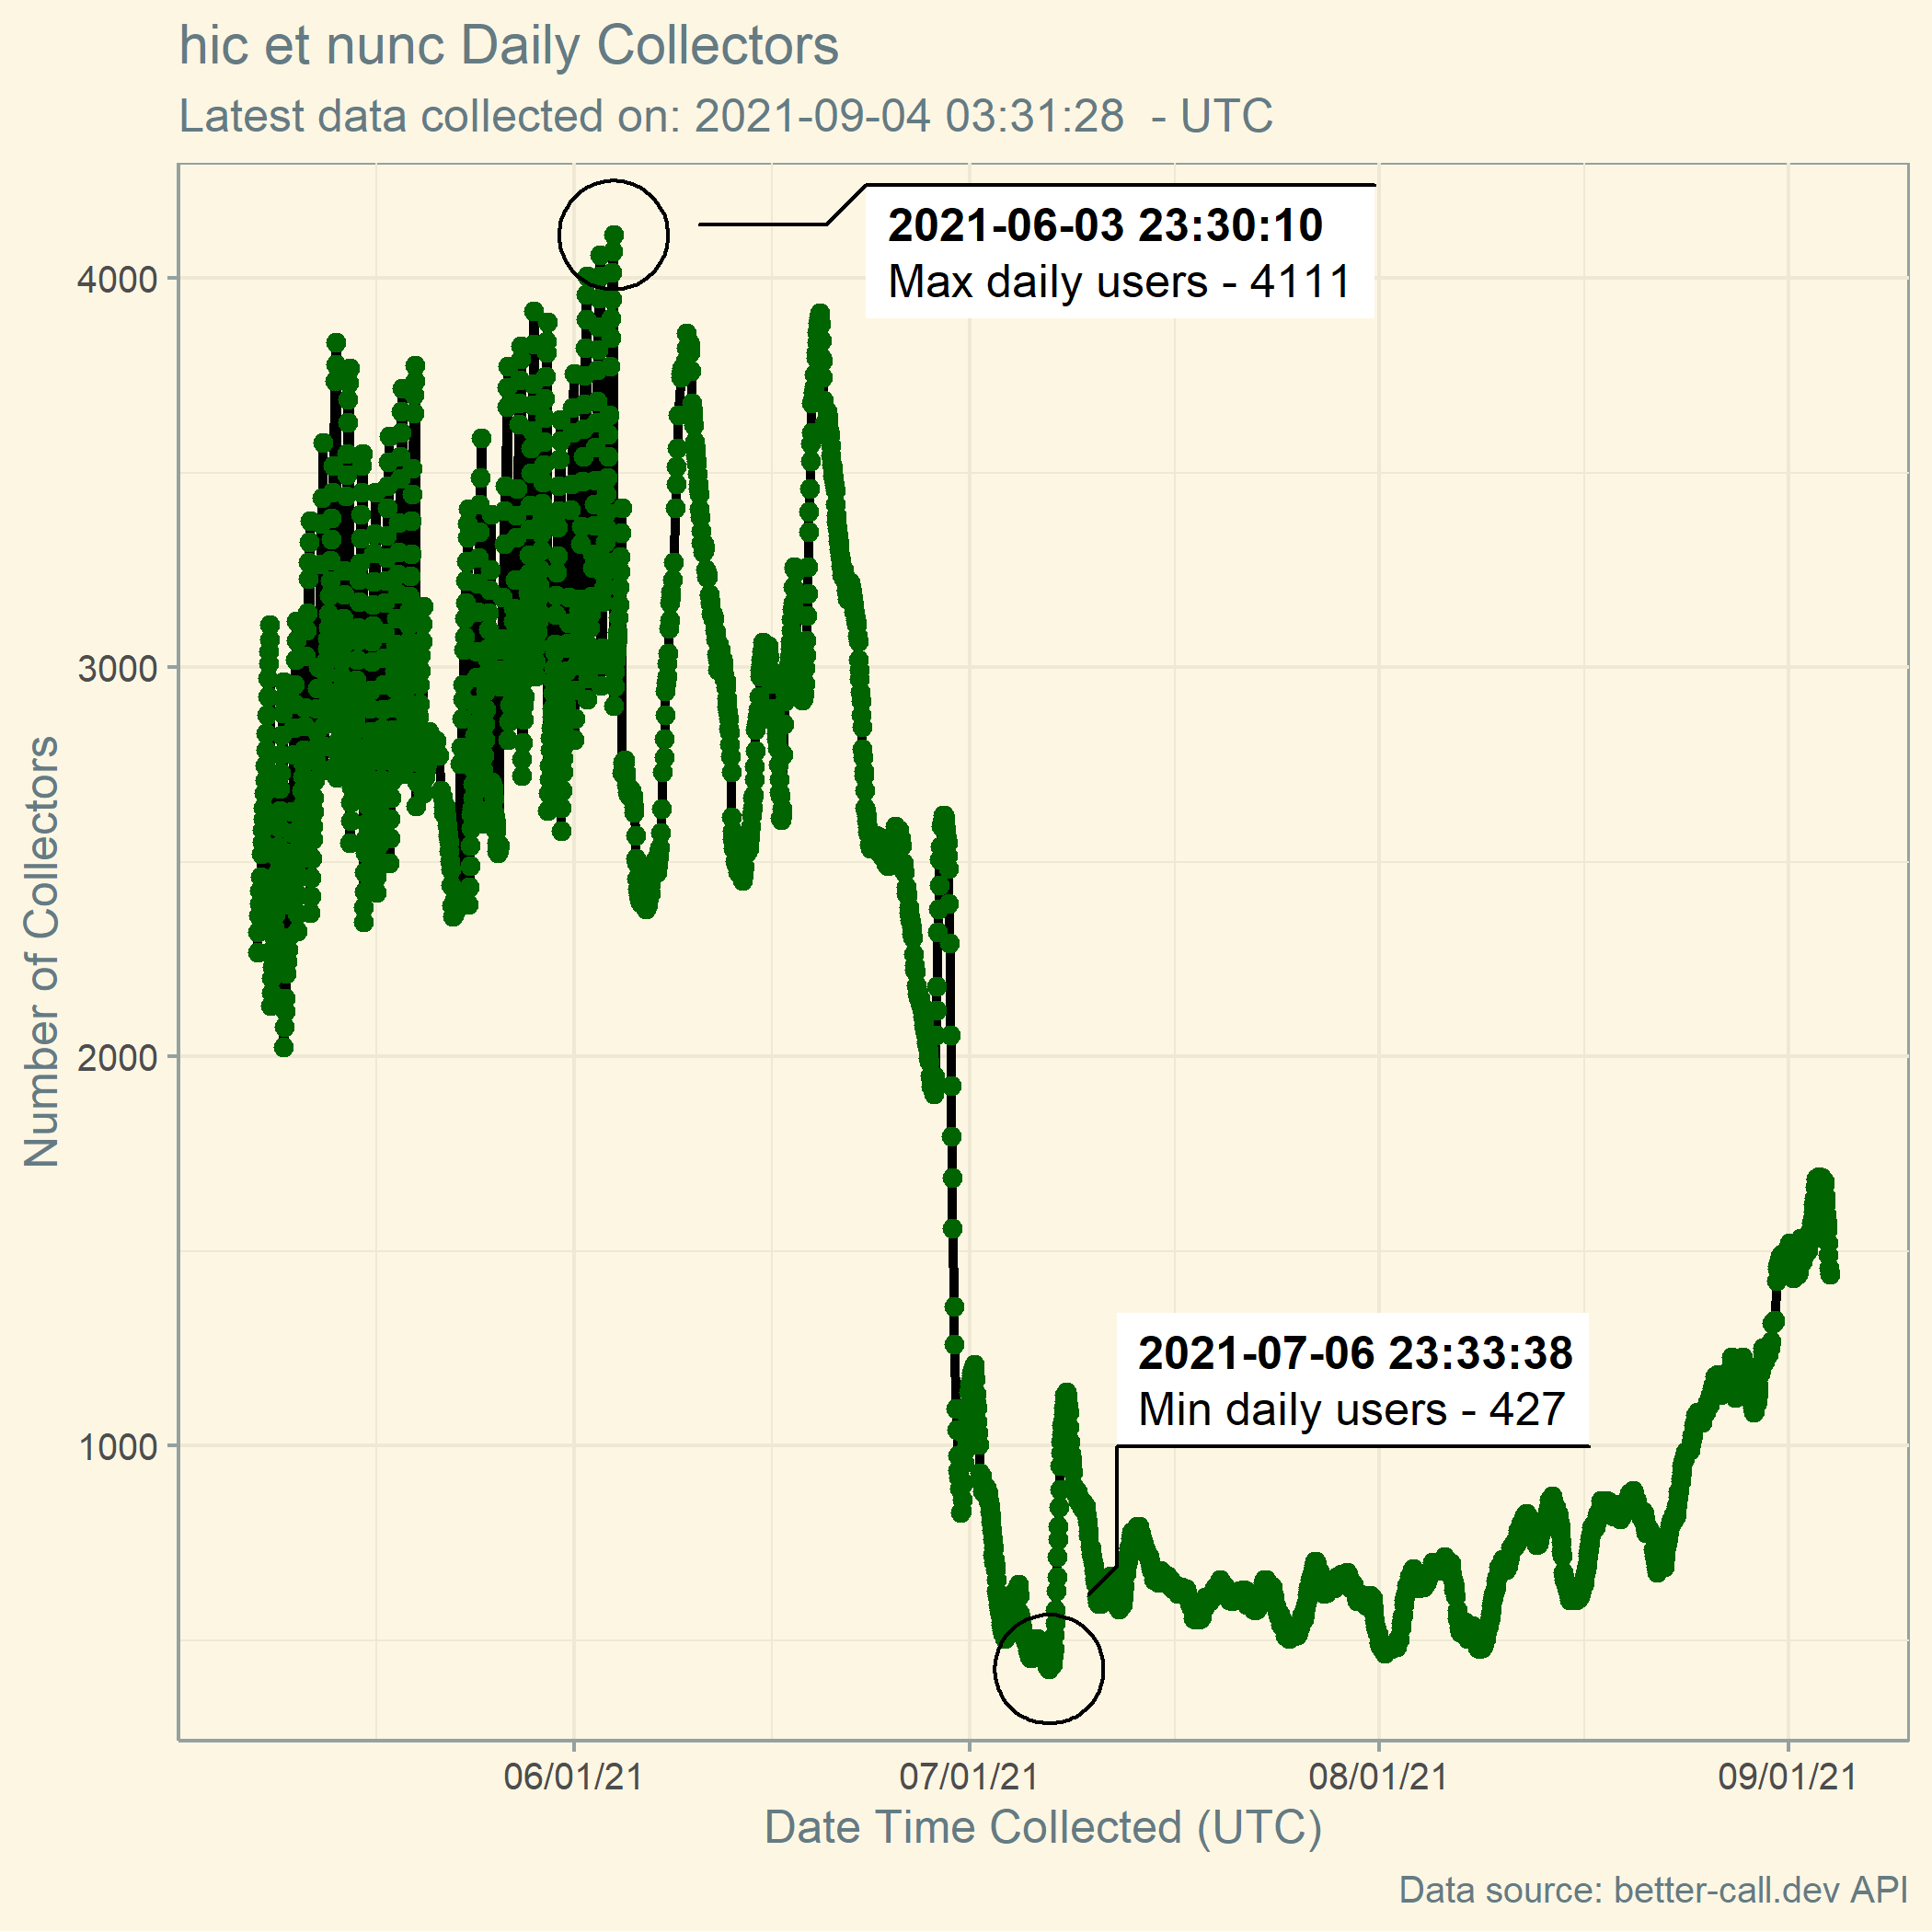 hic et nunc Daily Collectors
Latest data collected on: 2021-09-04 03:31:28  - UTC
2021-06-03 23:30:10
Max daily users - 4111
4000
3000
2000
1000
Number of Collectors
2021-07-06 23:33:38
Min daily users - 427
06/01/21
07/01/21
08/01/21
09/01/21
Date Time Collected (UTC)
Data source: better-call.dev API